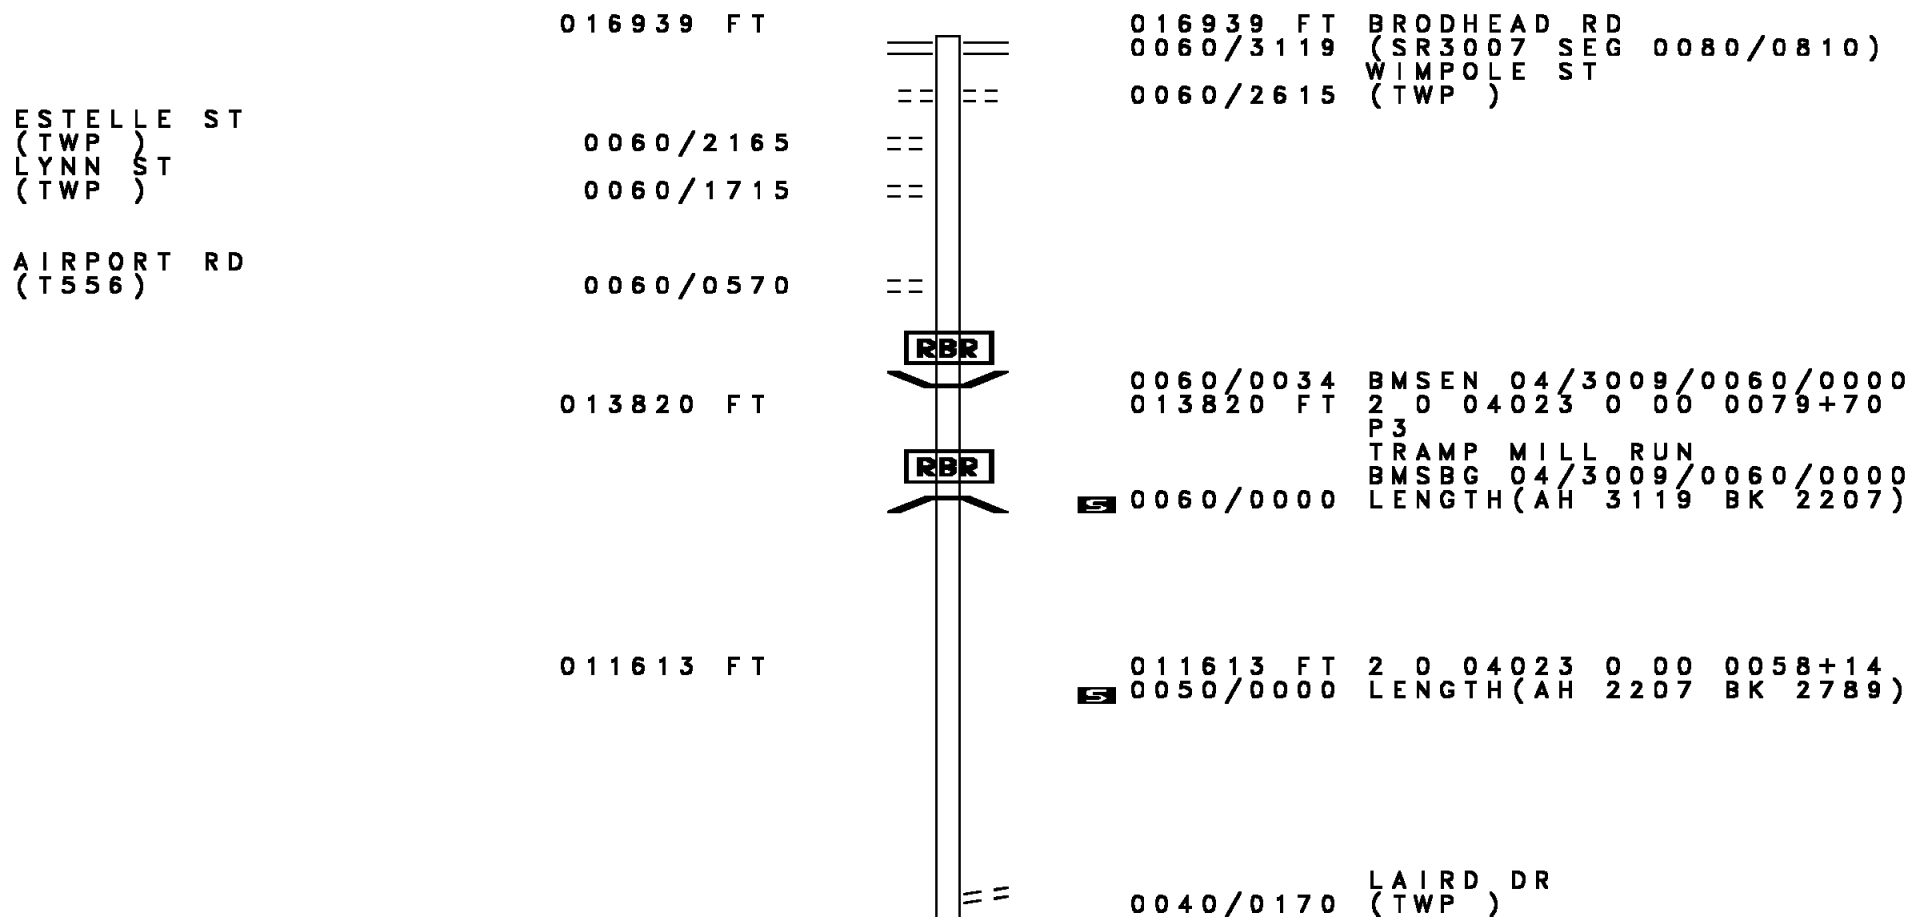 016939 FT 016939 FT BRODHEAD RD
0060/3119 (SR3007 SEG 0080/0810)
WIMPOLE ST
0060/2615 (TWP )
ESTELLE ST
(TWP ) 0060/2165
LYNN ST
(TWP ) 0060/1715
AIRPORT RD
(T556) 0060/0570
RBR
0060/0034 BMSEN 04/3009/0060/0000
013820 FT 013820 FT 2 0 04023 0 00 0079+70
P3
TRAMP MILL RUN
RBR
BMSBG 04/3009/0060/0000
S 0060/0000 LENGTH(AH 3119 BK 2207)
011613 FT 011613 FT 2 0 04023 0 00 0058+14
S 0050/0000 LENGTH(AH 2207 BK 2789)
LAIRD DR
0040/0170 (TWP )